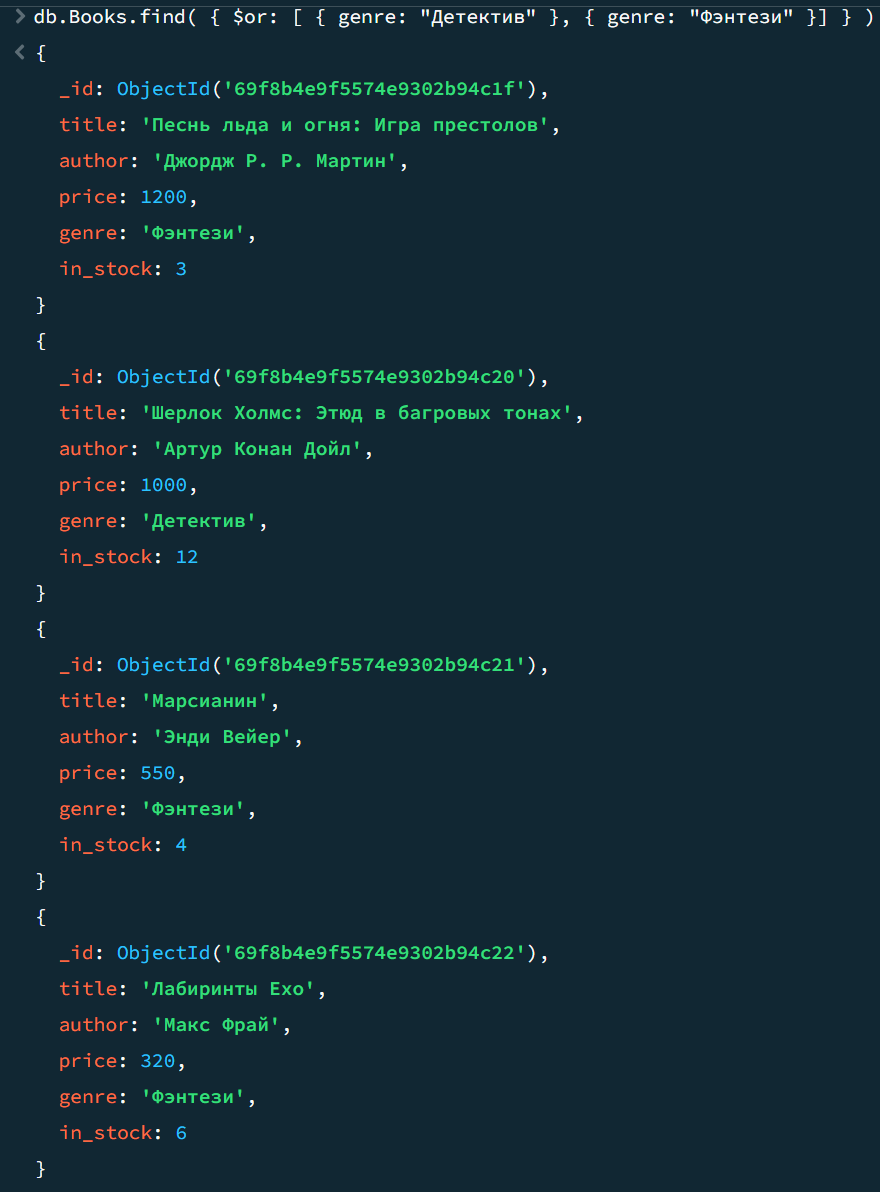 > db.Books.find( { $or: [ { genre: "Детектив" }, { genre: "Фэнтези" }] } )
< {
_id: ObjectId('69f8b4e9f5574e9302b94c1f'),
title: 'Песнь льда и огня: Игра престолов',
author: 'Джордж Р. Р. Мартин',
price: 1200,
genre: 'Фэнтези',
in_stock: 3
}
{
_id: ObjectId('69f8b4e9f5574e9302b94c20'),
title: 'Шерлок Холмс: Этюд в багровых тонах',
author: 'Артур Конан Дойл',
price: 1000,
genre: 'Детектив',
in_stock: 12
}
{
_id: ObjectId('69f8b4e9f5574e9302b94c21'),
title: 'Марсианин',
author: 'Энди Вейер',
price: 550,
genre: 'Фэнтези',
in_stock: 4
}
{
_id: ObjectId('69f8b4e9f5574e9302b94c22'),
title: 'Лабиринты Ехо',
author: 'Макс Фрай',
price: 320,
genre: 'Фэнтези',
in_stock: 6
}